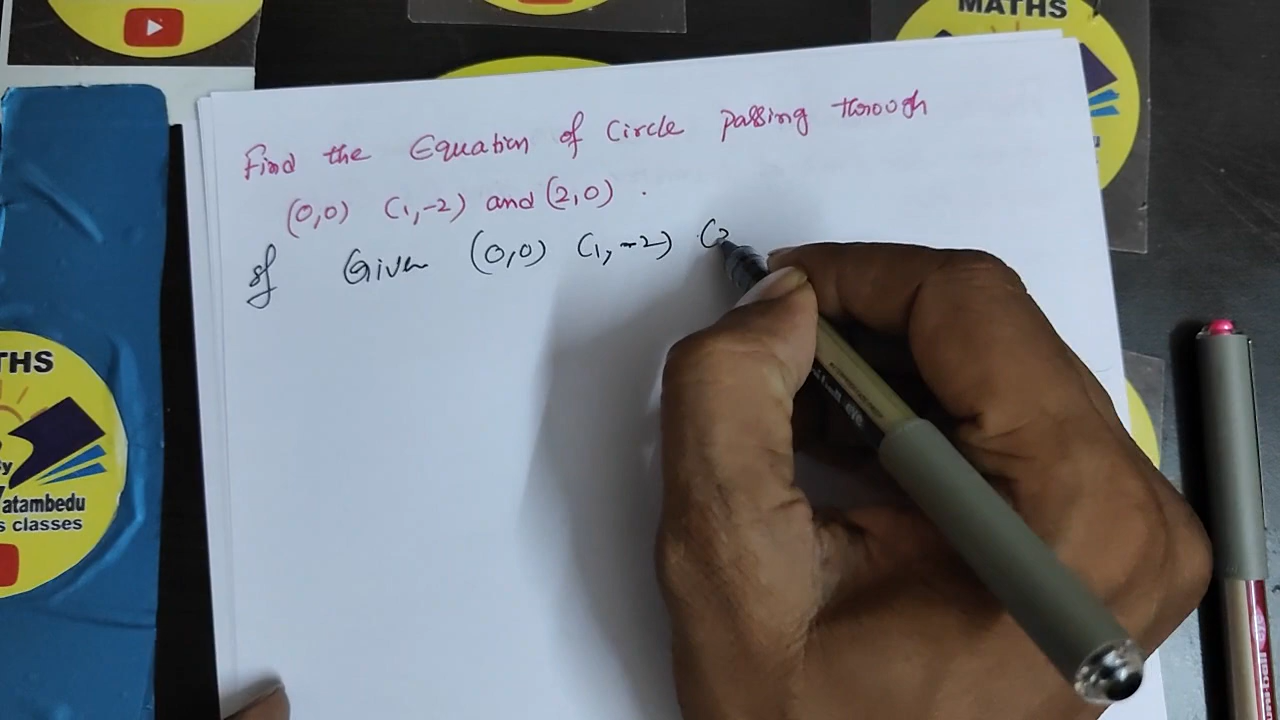 MATHS
Find the Equation of Circle passing through
(0,0) (1,-2) and (2,0) .
Given (0,0) (1,-2) (2
THS
atambedu
s classes